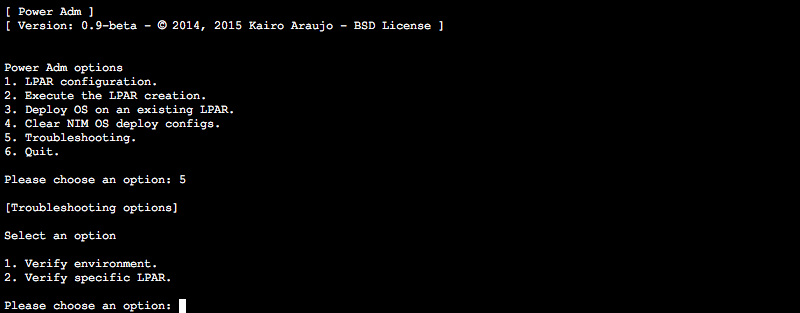 [ Power Adm ]
[ Version: 0.9-beta - © 2014, 2015 Kairo Araujo - BSD License ]
Power Adm options
1. LPAR configuration.
2. Execute the LPAR creation.
3. Deploy OS on an existing LPAR.
4. Clear NIM OS deploy configs.
5. Troubleshooting.
6. Quit.
Please choose an option: 5
[Troubleshooting options]
Select an option
1. Verify environment.
2. Verify specific LPAR.
Please choose an option: